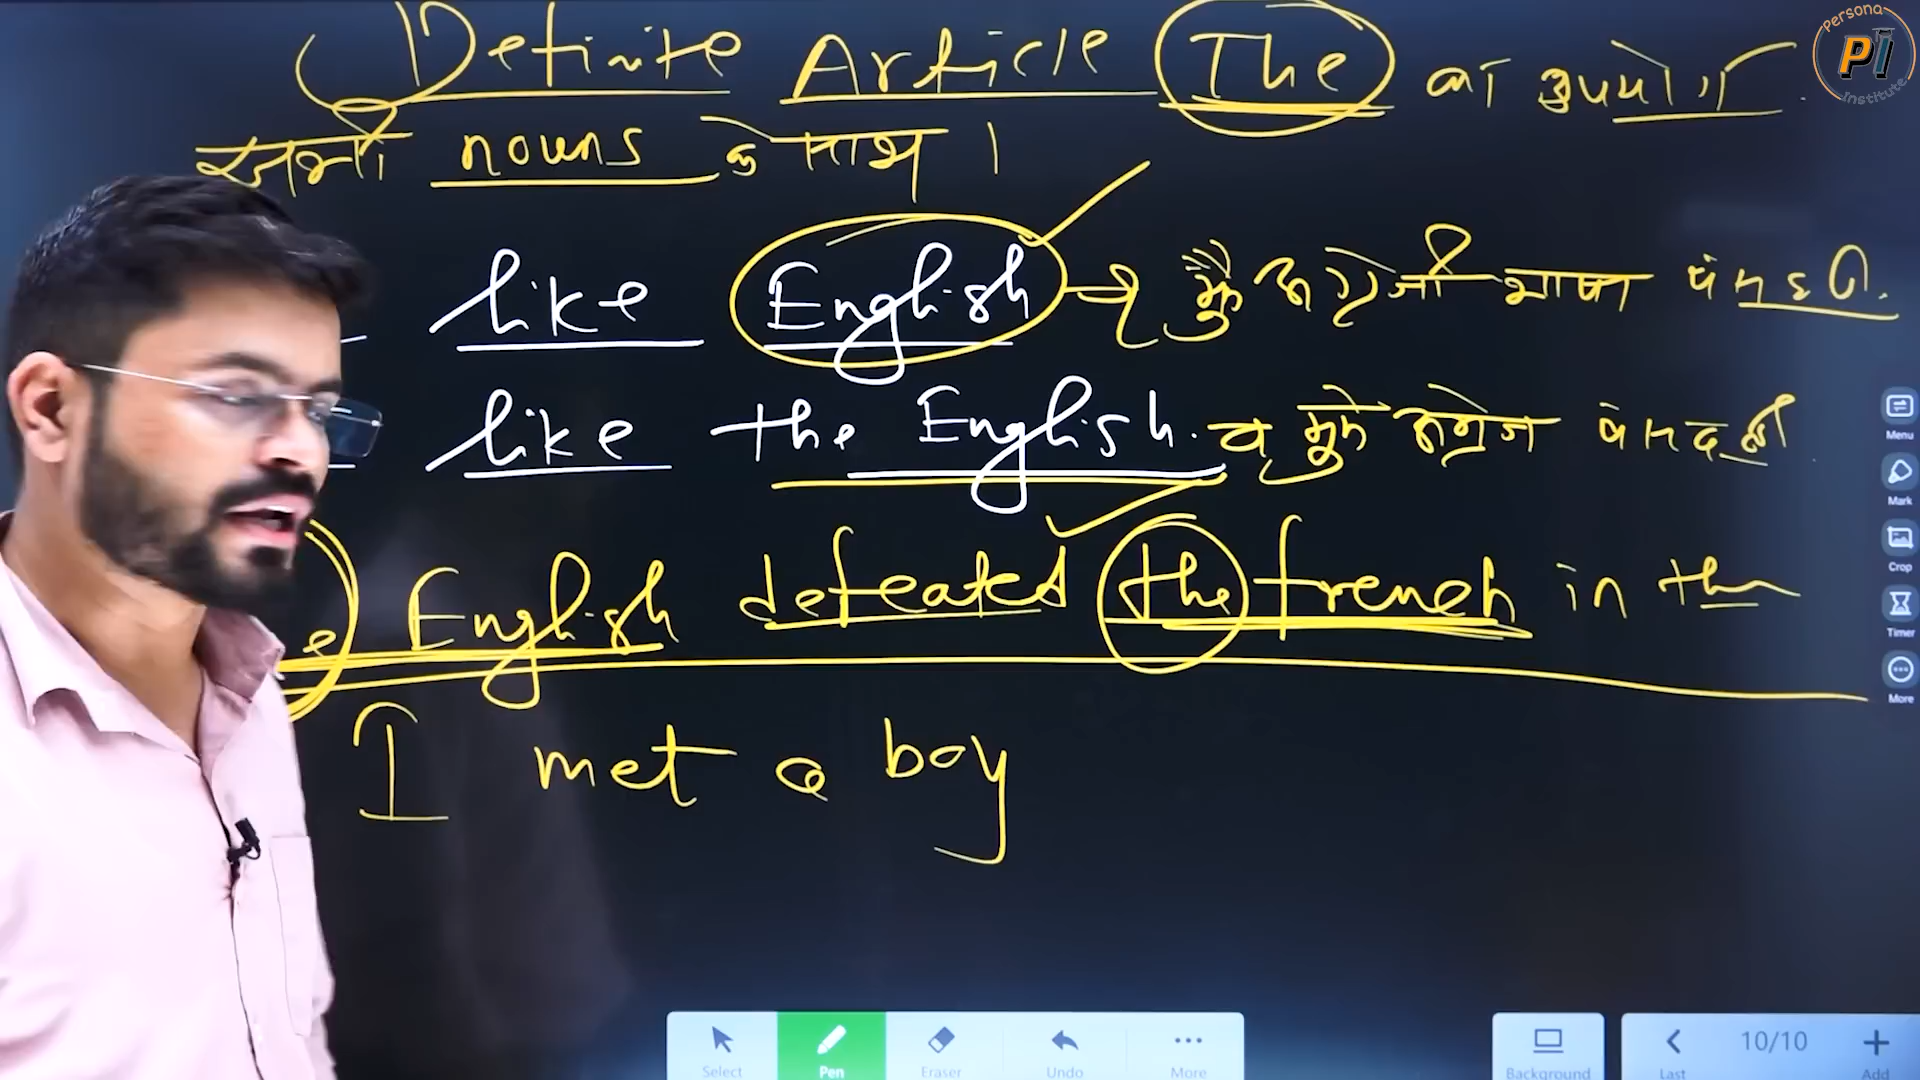 Definite Article The का उपयोग
सभी nouns के साथ।
like English → मुझे अंग्रेजी भाषा पसंद है.
like the English. → मुझे अंग्रेज पसंद है
e English defeated the french in the
I met a boy
Persona
PI
Institute
Menu
Mark
Crop
Timer
More
Select
Pen
Eraser
Undo
More
Background
Last
10/10
Add